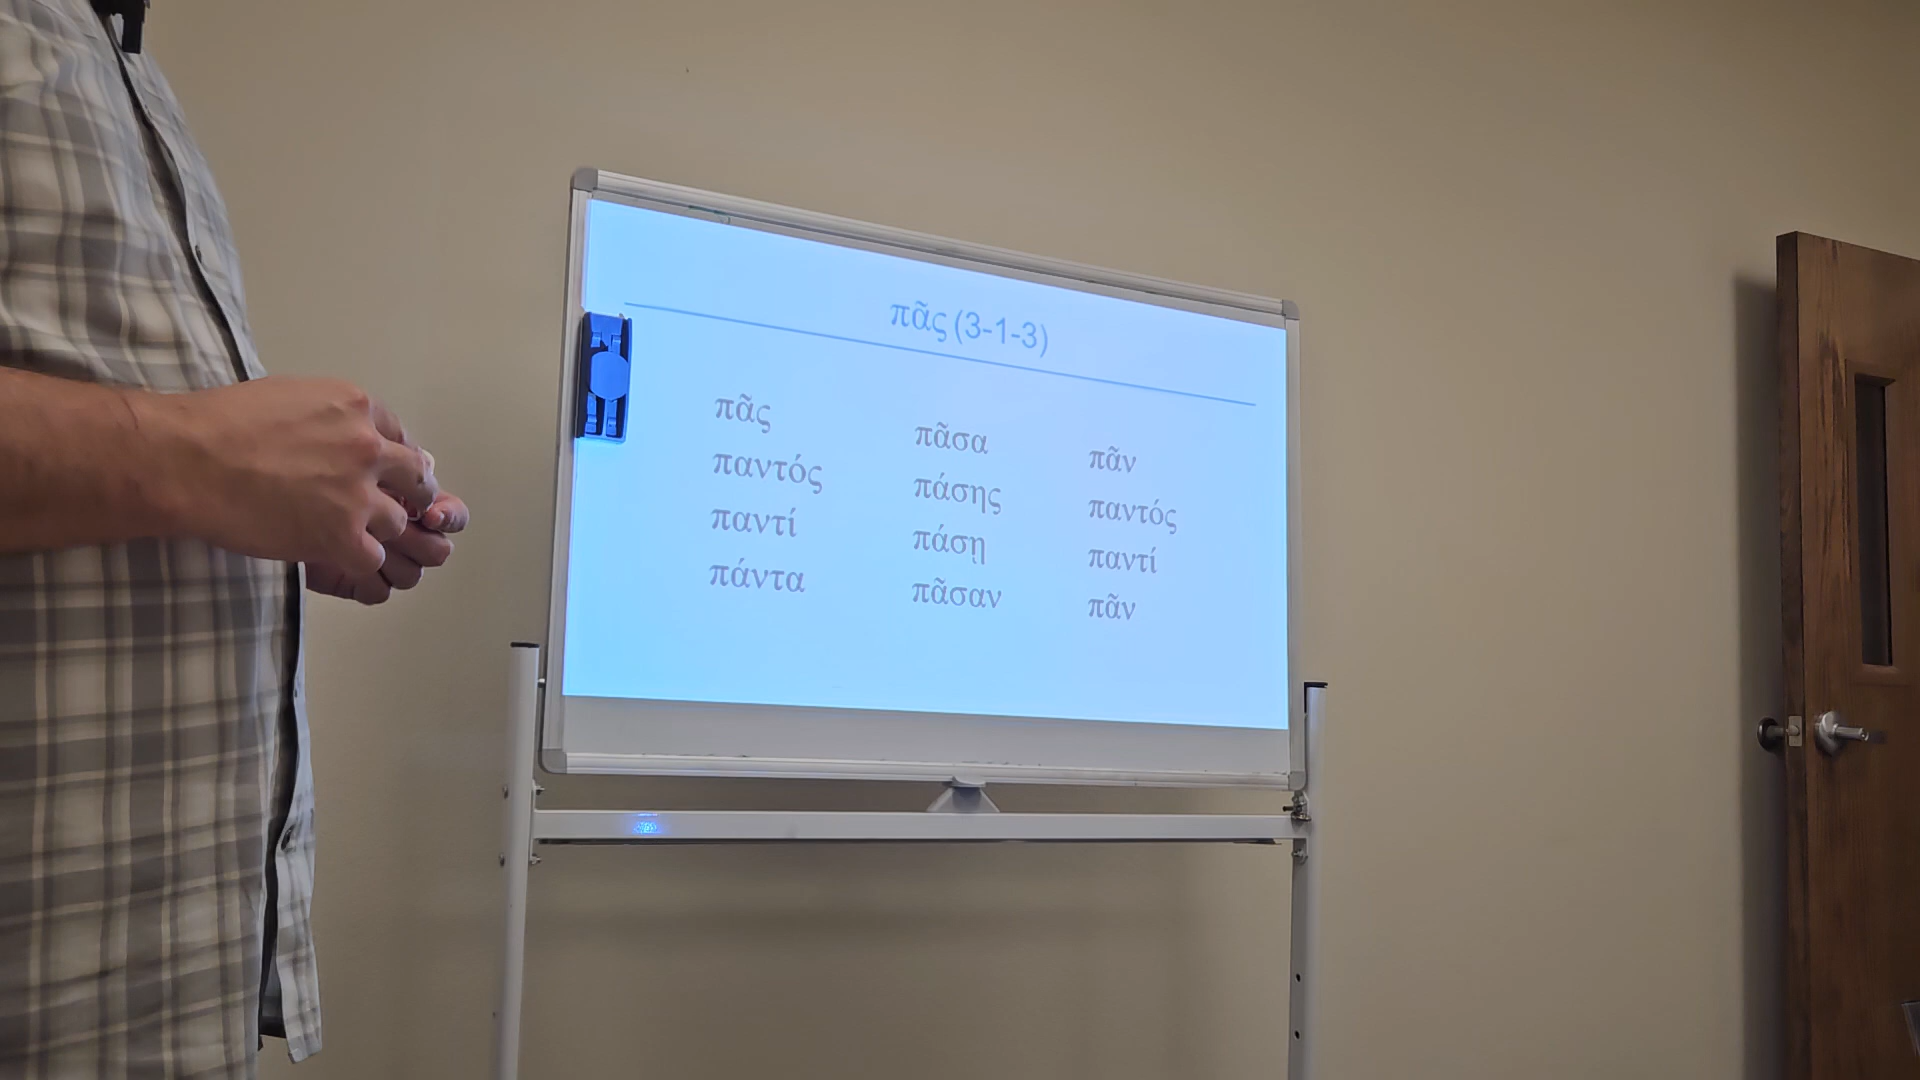 πᾶς (3-1-3)
πᾶς πᾶσα πᾶν
παντός πάσης παντός
παντί πάσῃ παντί
πάντα πᾶσαν πᾶν